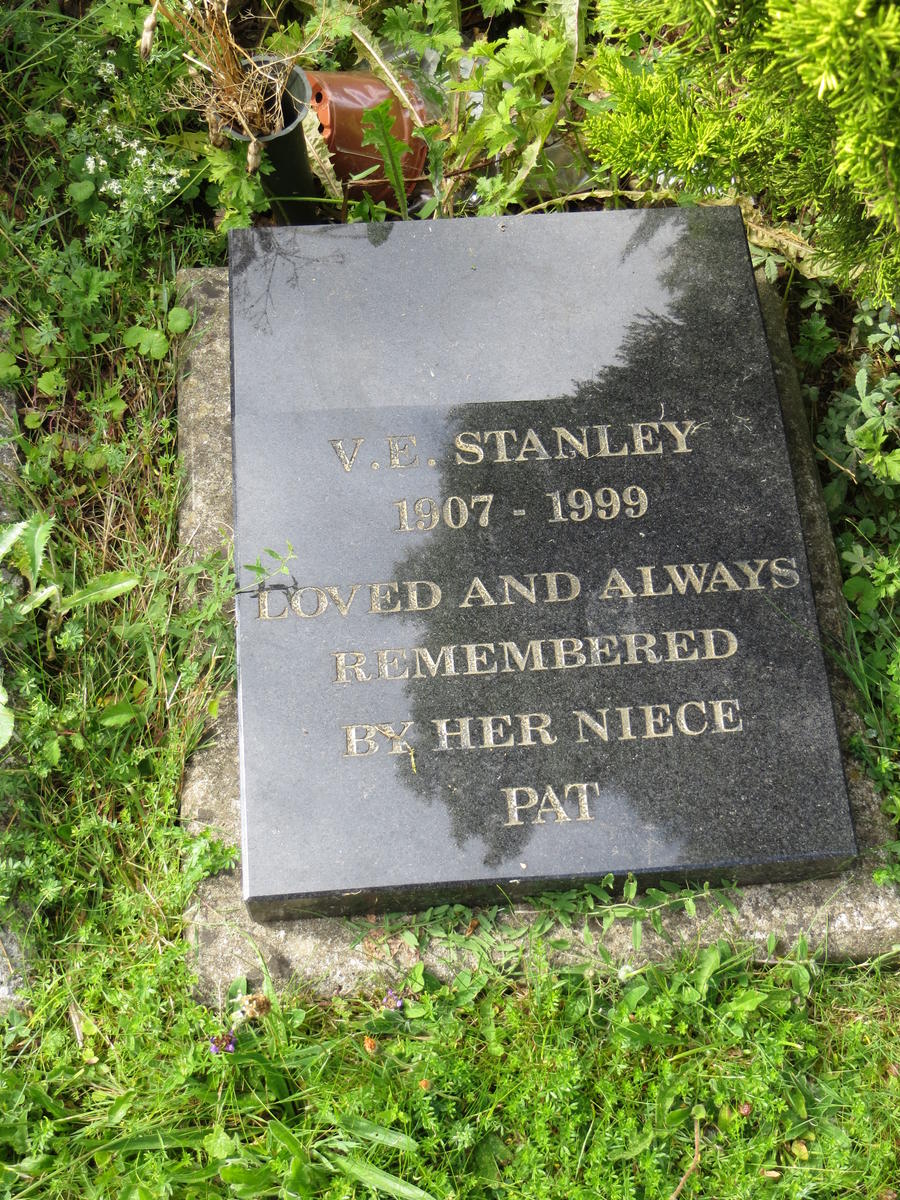 V.E. STANLEY
1907 - 1999
LOVED AND ALWAYS
REMEMBERED
BY HER NIECE
PAT